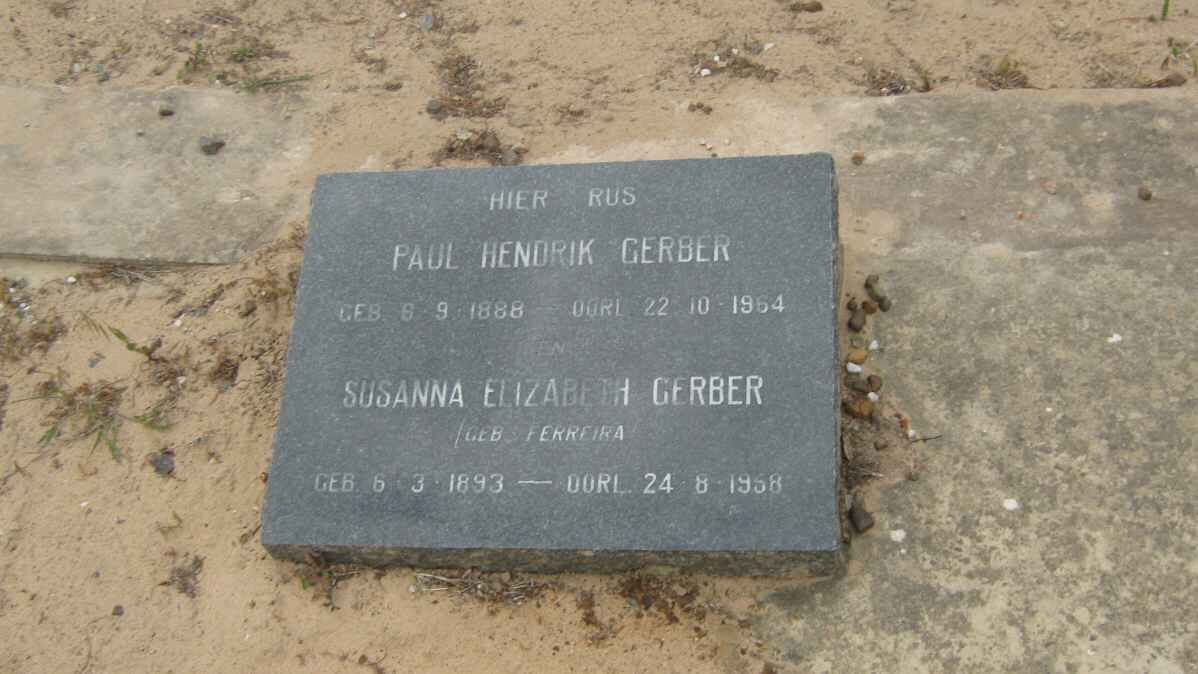 HIER RUS
PAUL HENDRIK GERBER
GEB. 6·9·1888 — OORL. 22·10·1964
EN
SUSANNA ELIZABETH GERBER
(GEB. FERREIRA)
GEB. 6·3·1893 — OORL. 24·8·1958